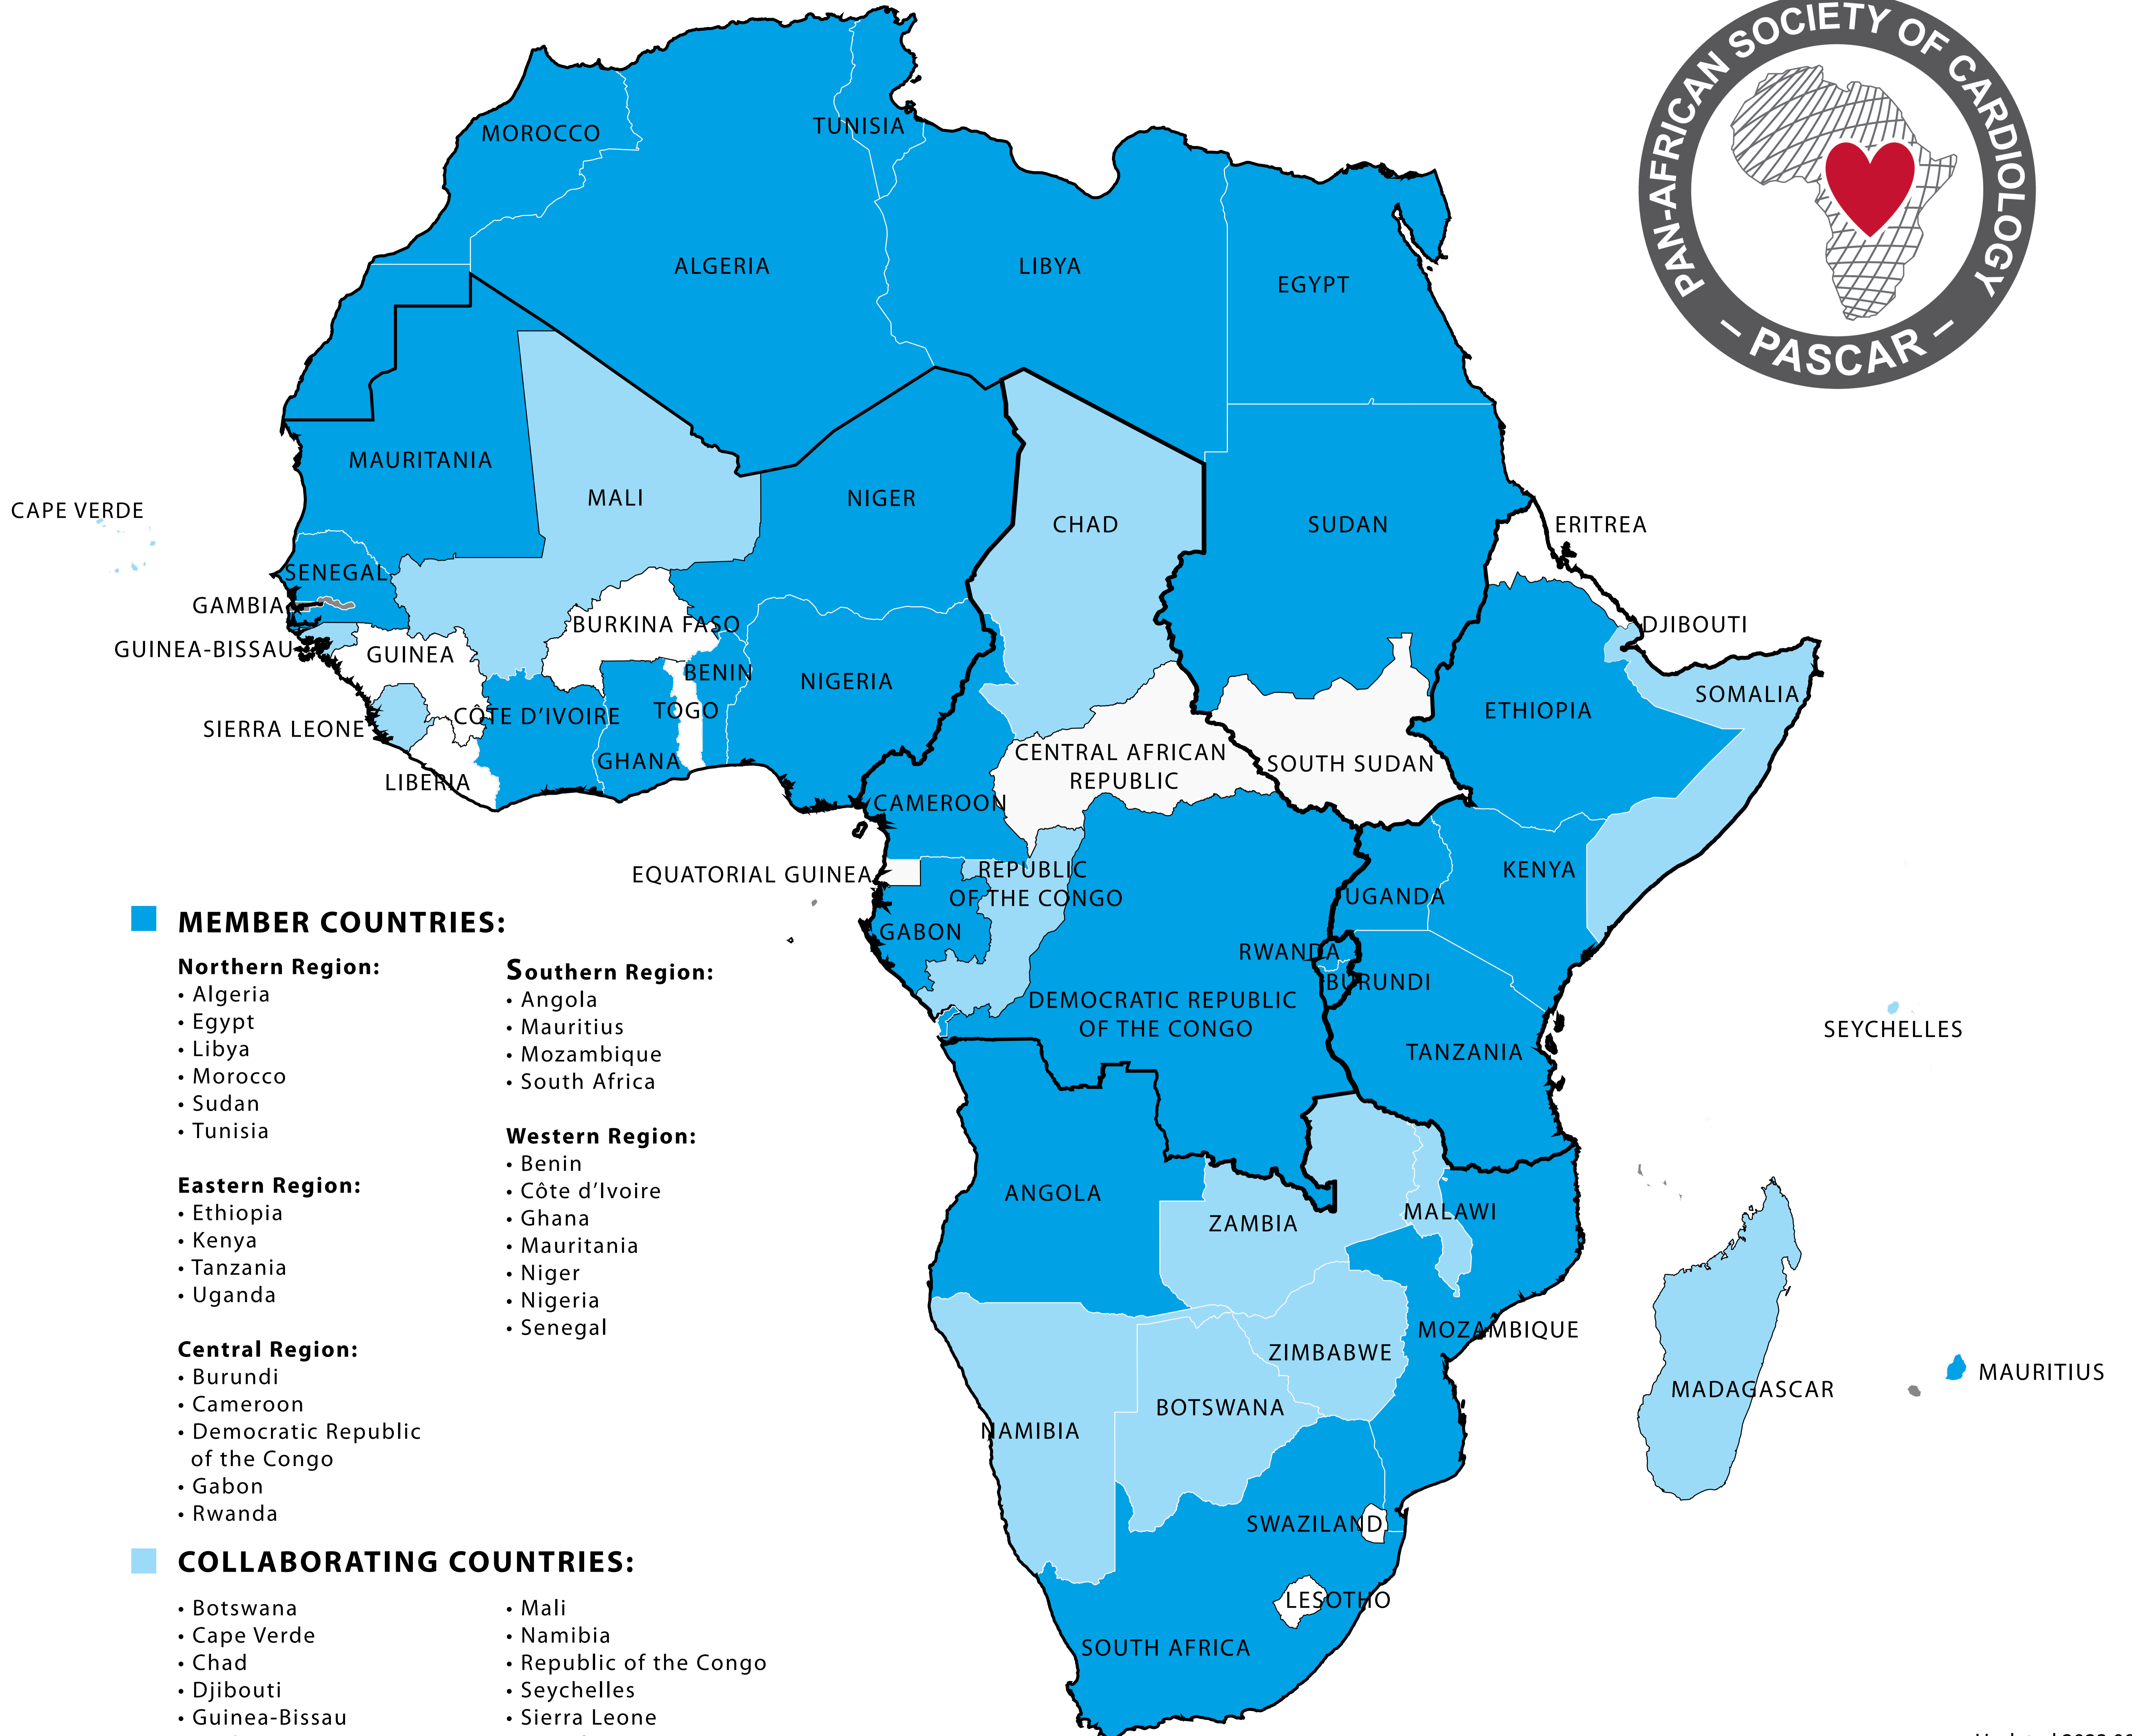 PAN-AFRICAN SOCIETY OF CARDIOLOGY
– PASCAR –
MOROCCO
TUNISIA
ALGERIA
LIBYA
EGYPT
MAURITANIA
MALI
NIGER
CHAD
SUDAN
ERITREA
CAPE VERDE
SENEGAL
GAMBIA
GUINEA-BISSAU
GUINEA
BURKINA FASO
BENIN
NIGERIA
DJIBOUTI
SOMALIA
ETHIOPIA
SIERRA LEONE
CÔTE D’IVOIRE
TOGO
GHANA
LIBERIA
CENTRAL AFRICAN
REPUBLIC
SOUTH SUDAN
CAMEROON
EQUATORIAL GUINEA
REPUBLIC
OF THE CONGO
GABON
UGANDA
KENYA
RWANDA
BURUNDI
DEMOCRATIC REPUBLIC
OF THE CONGO
TANZANIA
SEYCHELLES
ANGOLA
ZAMBIA
MALAWI
MOZAMBIQUE
ZIMBABWE
BOTSWANA
NAMIBIA
MADAGASCAR
MAURITIUS
SWAZILAND
LESOTHO
SOUTH AFRICA
MEMBER COUNTRIES:
Northern Region:
• Algeria
• Egypt
• Libya
• Morocco
• Sudan
• Tunisia
Eastern Region:
• Ethiopia
• Kenya
• Tanzania
• Uganda
Central Region:
• Burundi
• Cameroon
• Democratic Republic
of the Congo
• Gabon
• Rwanda
Southern Region:
• Angola
• Mauritius
• Mozambique
• South Africa
Western Region:
• Benin
• Côte d’Ivoire
• Ghana
• Mauritania
• Niger
• Nigeria
• Senegal
COLLABORATING COUNTRIES:
• Botswana
• Cape Verde
• Chad
• Djibouti
• Guinea-Bissau
• Mali
• Namibia
• Republic of the Congo
• Seychelles
• Sierra Leone